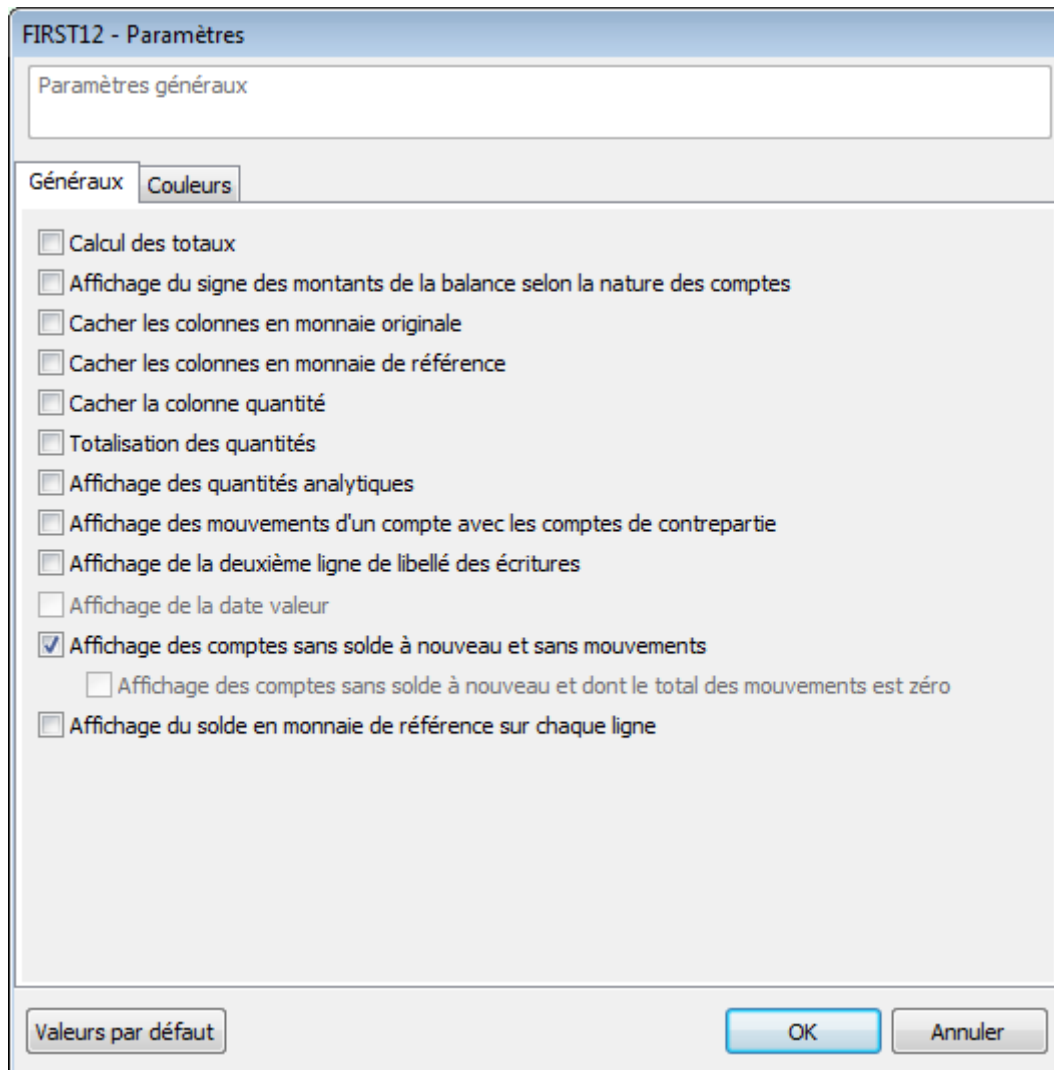 FIRST12 - Paramètres
Paramètres généraux
Généraux
Couleurs
Calcul des totaux
Affichage du signe des montants de la balance selon la nature des comptes
Cacher les colonnes en monnaie originale
Cacher les colonnes en monnaie de référence
Cacher la colonne quantité
Totalisation des quantités
Affichage des quantités analytiques
Affichage des mouvements d'un compte avec les comptes de contrepartie
Affichage de la deuxième ligne de libellé des écritures
Affichage de la date valeur
Affichage des comptes sans solde à nouveau et sans mouvements
Affichage des comptes sans solde à nouveau et dont le total des mouvements est zéro
Affichage du solde en monnaie de référence sur chaque ligne
Valeurs par défaut
OK
Annuler